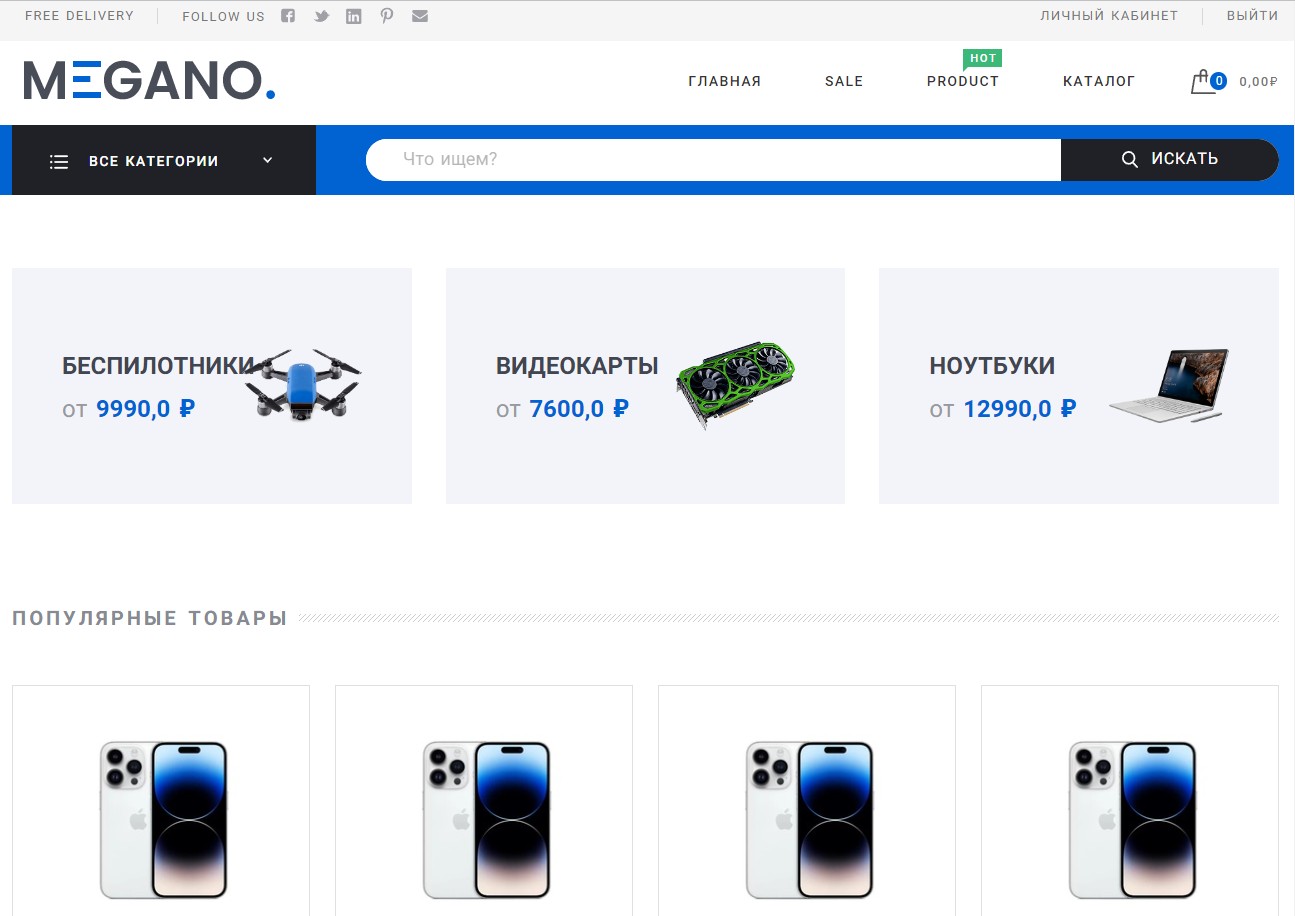 FREE DELIVERY FOLLOW US ЛИЧНЫЙ КАБИНЕТ ВЫЙТИ
HOT
MEGANO.
ГЛАВНАЯ SALE PRODUCT КАТАЛОГ 0 0,00₽
ВСЕ КАТЕГОРИИ Что ищем? ИСКАТЬ
БЕСПИЛОТНИКИ
от 9990,0 ₽
ВИДЕОКАРТЫ
от 7600,0 ₽
НОУТБУКИ
от 12990,0 ₽
ПОПУЛЯРНЫЕ ТОВАРЫ